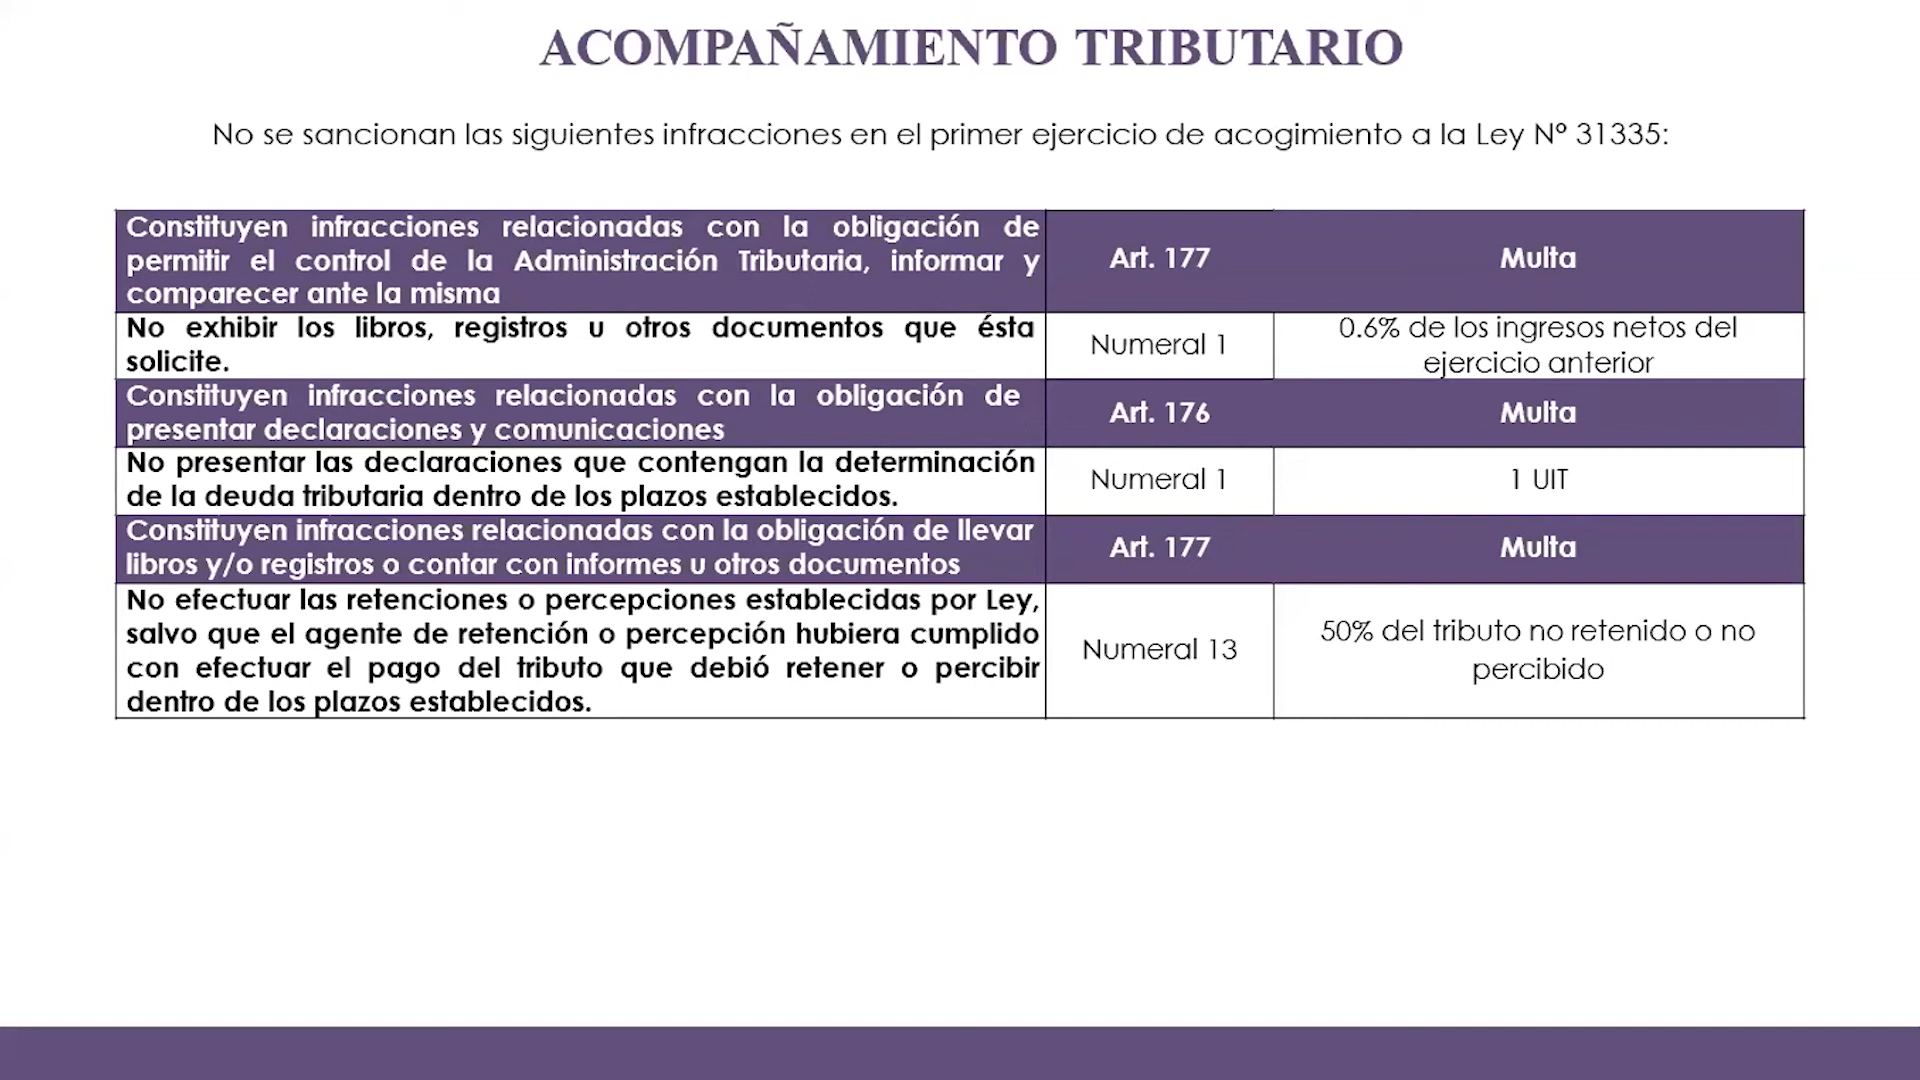 ACOMPAÑAMIENTO TRIBUTARIO
No se sancionan las siguientes infracciones en el primer ejercicio de acogimiento a la Ley Nº 31335:
Constituyen infracciones relacionadas con la obligación de
permitir el control de la Administración Tributaria, informar y
comparecer ante la misma
Art. 177
Multa
No exhibir los libros, registros u otros documentos que ésta
solicite.
Numeral 1
0.6% de los ingresos netos del
ejercicio anterior
Constituyen infracciones relacionadas con la obligación de
presentar declaraciones y comunicaciones
Art. 176
Multa
No presentar las declaraciones que contengan la determinación
de la deuda tributaria dentro de los plazos establecidos.
Numeral 1
1 UIT
Constituyen infracciones relacionadas con la obligación de llevar
libros y/o registros o contar con informes u otros documentos
Art. 177
Multa
No efectuar las retenciones o percepciones establecidas por Ley,
salvo que el agente de retención o percepción hubiera cumplido
con efectuar el pago del tributo que debió retener o percibir
dentro de los plazos establecidos.
Numeral 13
50% del tributo no retenido o no
percibido